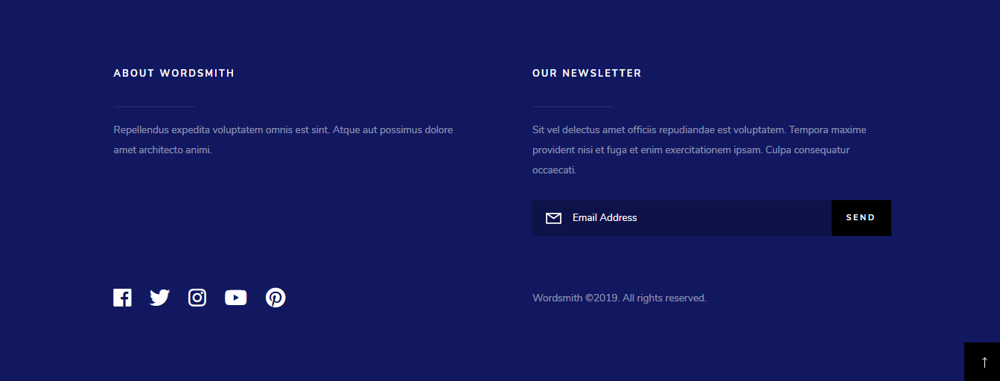 ABOUT WORDSMITH
Repellendus expedita voluptatem omnis est sint. Atque aut possimus dolore
amet architecto animi.
OUR NEWSLETTER
Sit vel delectus amet officiis repudiandae est voluptatem. Tempora maxime
provident nisi et fuga et enim exercitationem ipsam. Culpa consequatur
occaecati.
Email Address
SEND
Wordsmith ©2019. All rights reserved.